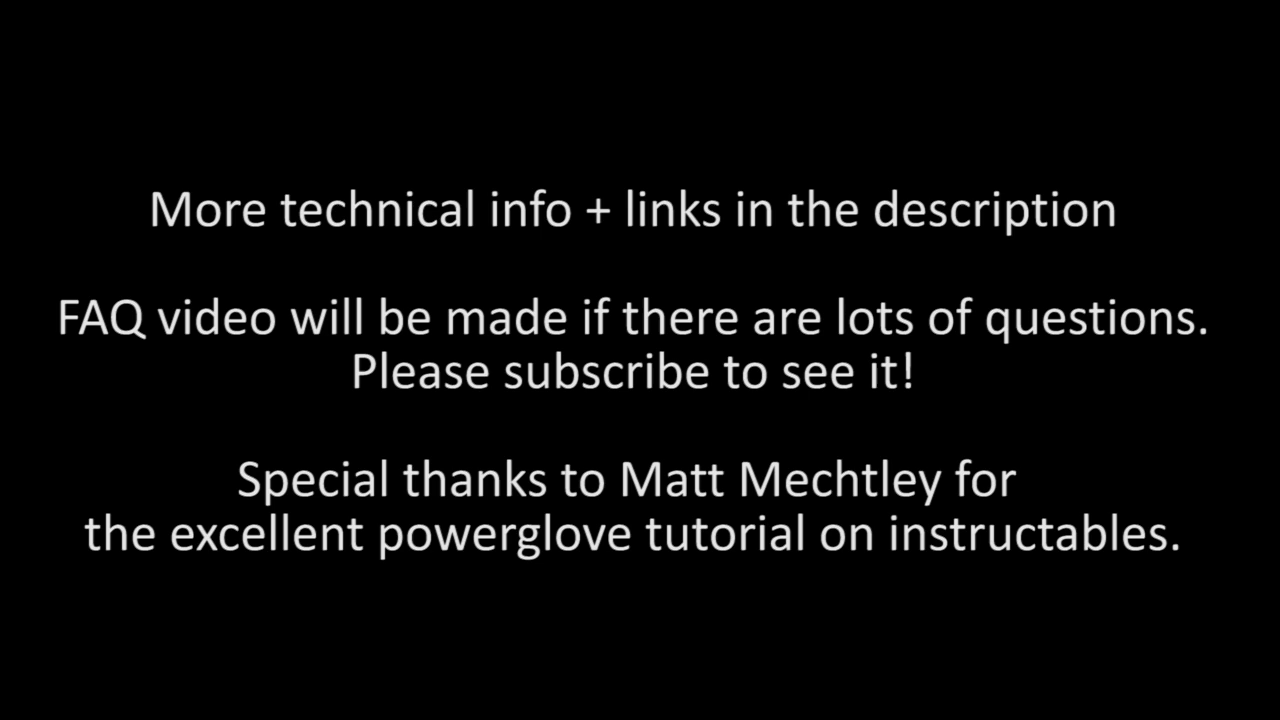 More technical info + links in the description
FAQ video will be made if there are lots of questions.
Please subscribe to see it!
Special thanks to Matt Mechtley for
the excellent powerglove tutorial on instructables.